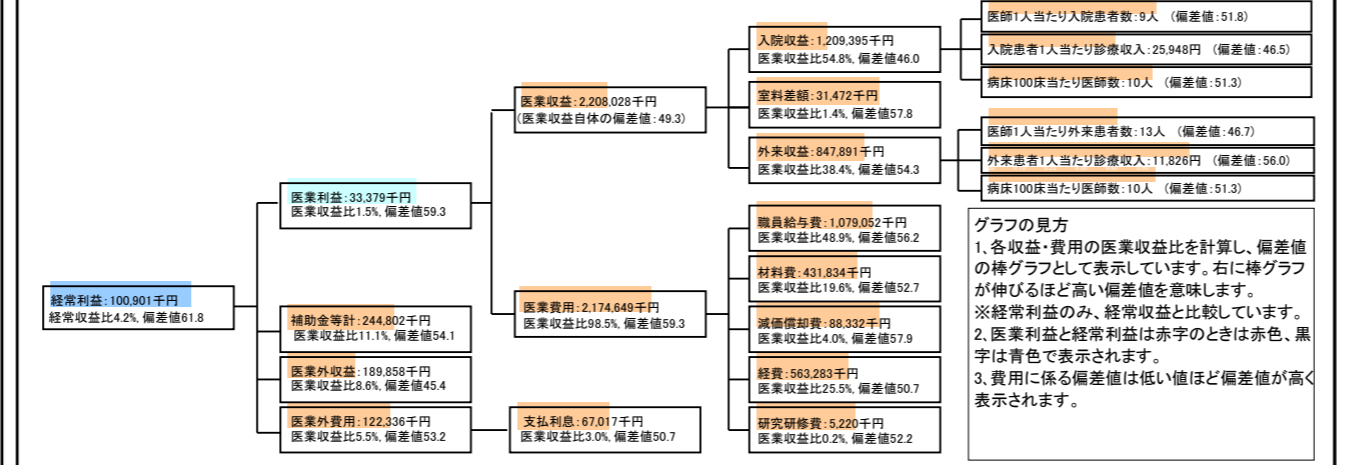 経常利益：100,901千円
経常収益比4.2%, 偏差値61.8
医業利益：33,379千円
医業収益比1.5%, 偏差値59.3
補助金等計：244,802千円
医業収益比11.1%, 偏差値54.1
医業外収益：189,858千円
医業収益比8.6%, 偏差値45.4
医業外費用：122,336千円
医業収益比5.5%, 偏差値53.2
医業収益：2,208,028千円
（医業収益自体の偏差値：49.3）
医業費用：2,174,649千円
医業収益比98.5%, 偏差値59.3
支払利息：67,017千円
医業収益比3.0%, 偏差値50.7
入院収益：1,209,395千円
医業収益比54.8%, 偏差値46.0
室料差額：31,472千円
医業収益比1.4%, 偏差値57.8
外来収益：847,891千円
医業収益比38.4%, 偏差値54.3
職員給与費：1,079,052千円
医業収益比48.9%, 偏差値56.2
材料費：431,834千円
医業収益比19.6%, 偏差値52.7
減価償却費：88,332千円
医業収益比4.0%, 偏差値57.9
経費：563,283千円
医業収益比25.5%, 偏差値50.7
研究研修費：5,220千円
医業収益比0.2%, 偏差値52.2
医師1人当たり入院患者数：9人　（偏差値：51.8）
入院患者1人当たり診療収入：25,948円　（偏差値：46.5）
病床100床当たり医師数：10人　（偏差値：51.3）
医師1人当たり外来患者数：13人　（偏差値：46.7）
外来患者1人当たり診療収入：11,826円　（偏差値：56.0）
病床100床当たり医師数：10人　（偏差値：51.3）
グラフの見方
1、各収益・費用の医業収益比を計算し、偏差値
の棒グラフとして表示しています。右に棒グラフ
が伸びるほど高い偏差値を意味します。
※経常利益のみ、経常収益と比較しています。
2、医業利益と経常利益は赤字のときは赤色、黒
字は青色で表示されます。
3、費用に係る偏差値は低い値ほど偏差値が高く
表示されます。